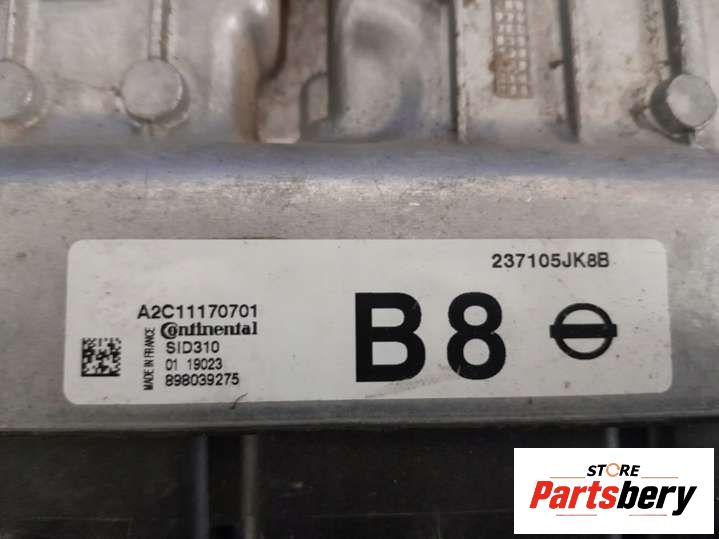 237105JK8B
A2C11170701
Continental
SID310
01 19023
898039275
MADE IN FRANCE
B8
STORE
Partsbery